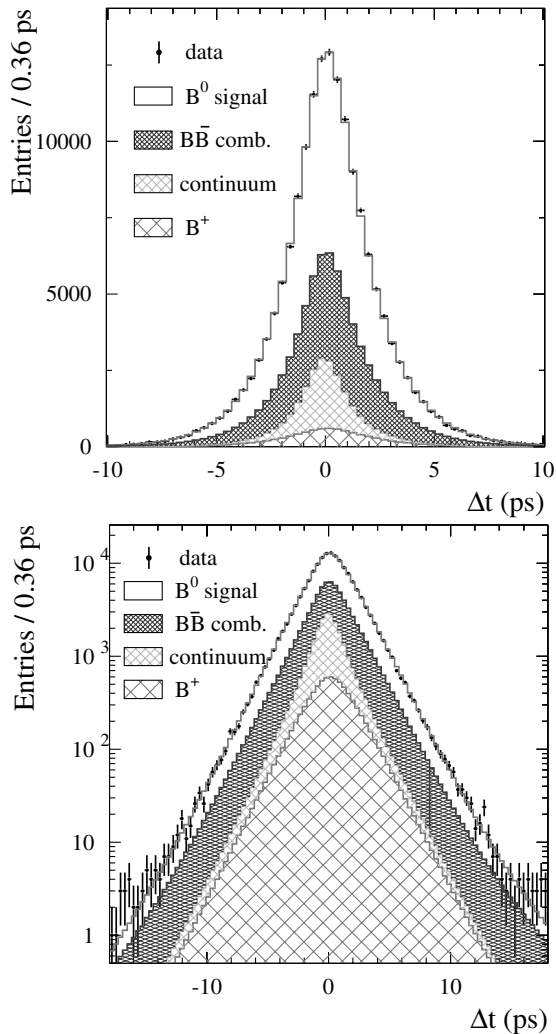 Entries / 0.36 ps
data
B⁰ signal
BB̄ comb.
continuum
B⁺
10000
5000
0
-10 -5 0 5 10
Δt (ps)
Entries / 0.36 ps
data
B⁰ signal
BB̄ comb.
continuum
B⁺
10⁴
10³
10²
10
1
-10 0 10
Δt (ps)